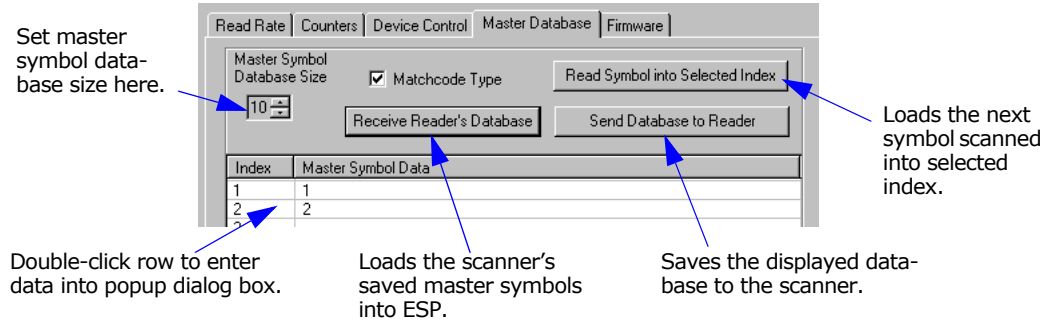 Read Rate Counters Device Control Master Database Firmware
Set master
symbol data-
base size here.
Master Symbol
Database Size
Matchcode Type
Read Symbol into Selected Index
10
Receive Reader's Database
Send Database to Reader
Loads the next
symbol scanned
into selected
index.
Index Master Symbol Data
1 1
2 2
Double-click row to enter
data into popup dialog box.
Loads the scanner's
saved master symbols
into ESP.
Saves the displayed data-
base to the scanner.